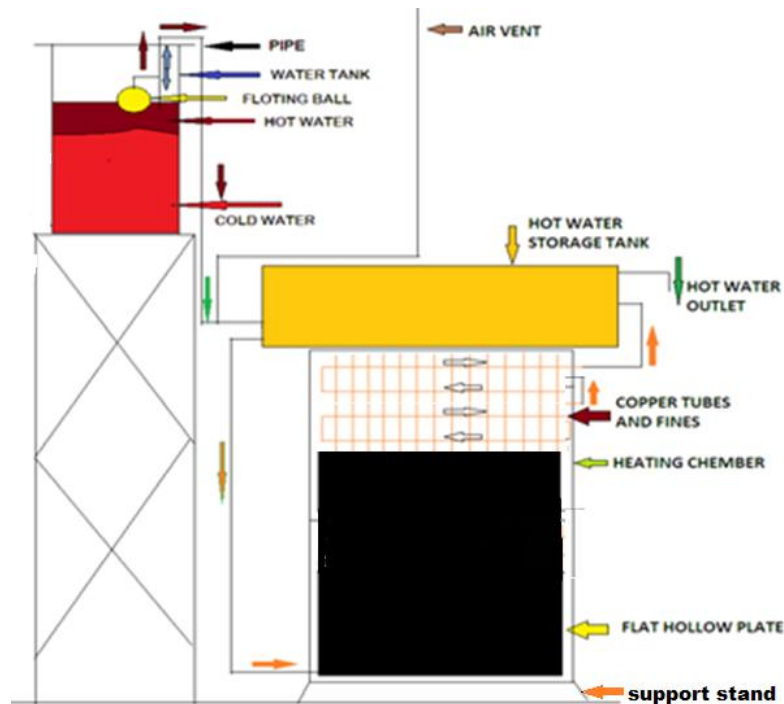 AIR VENT
PIPE
WATER TANK
FLOTING BALL
HOT WATER
COLD WATER
HOT WATER
STORAGE TANK
HOT WATER
OUTLET
COPPER TUBES
AND FINES
HEATING CHEMBER
FLAT HOLLOW PLATE
support stand